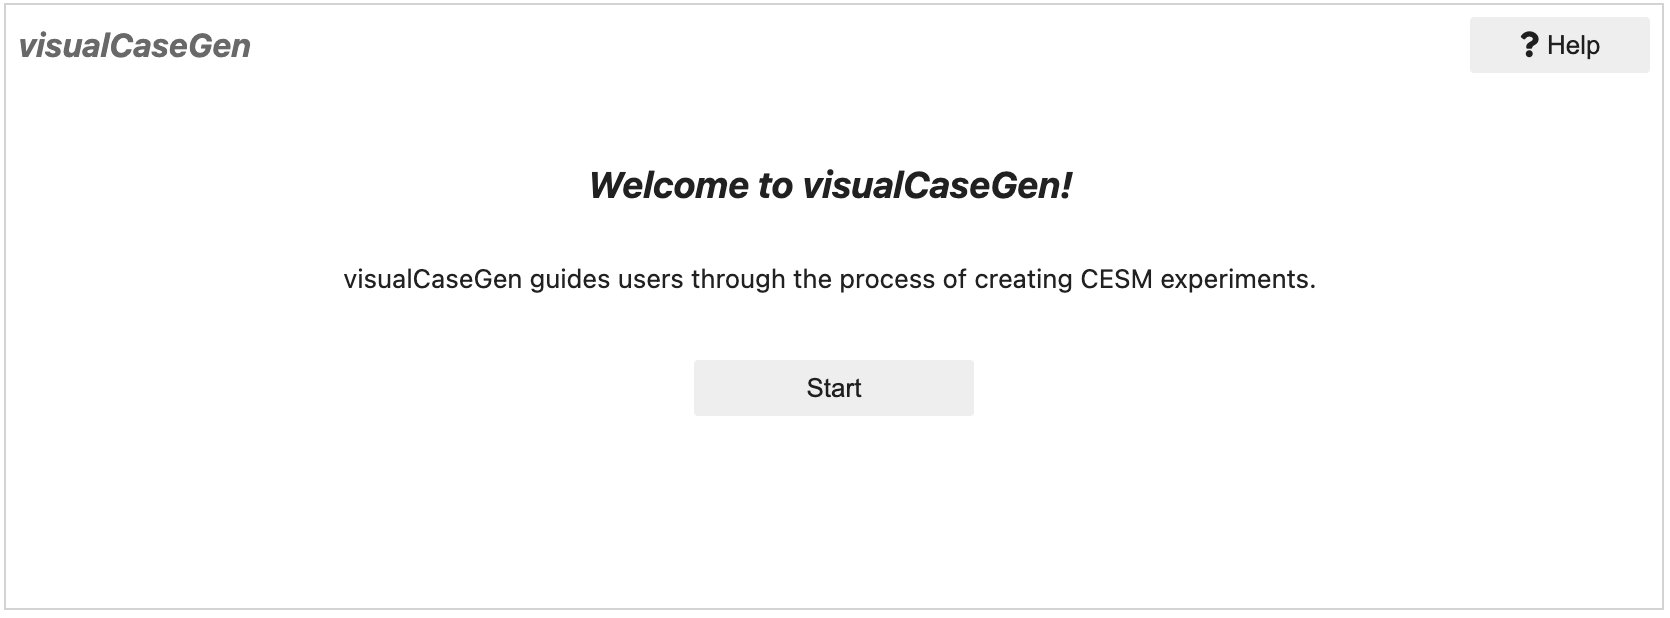 visualCaseGen
? Help
Welcome to visualCaseGen!
visualCaseGen guides users through the process of creating CESM experiments.
Start